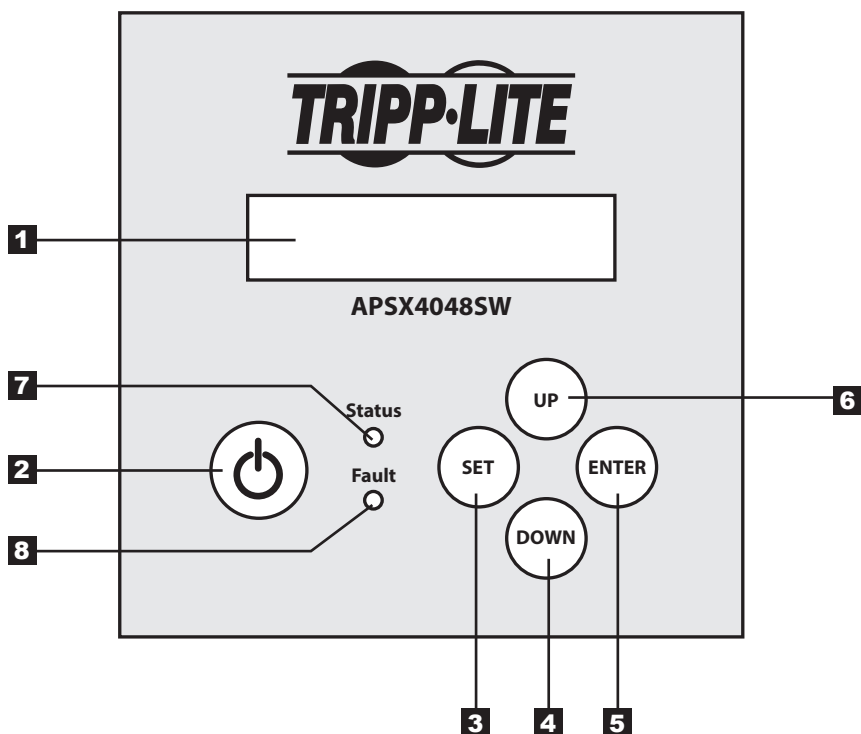 TRIPP·LITE
1
APSX4048SW
7
Status
UP
6
2
SET
ENTER
Fault
8
DOWN
3
4
5